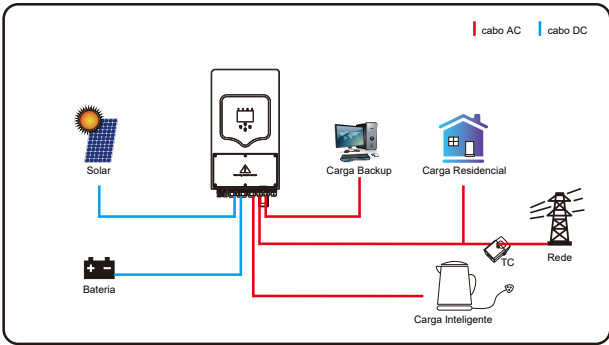 cabo AC
cabo DC
Solar
Carga Backup
Carga Residencial
Rede
TC
Bateria
Carga Inteligente